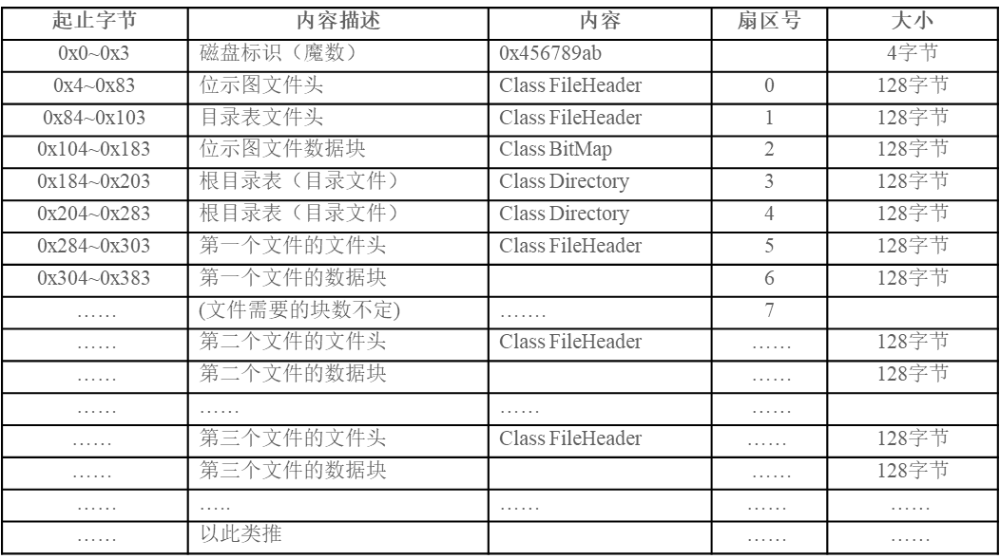 起止字节 内容描述 内容 扇区号 大小
0x0~0x3 磁盘标识（魔数） 0x456789ab 4字节
0x4~0x83 位示图文件头 Class FileHeader 0 128字节
0x84~0x103 目录表文件头 Class FileHeader 1 128字节
0x104~0x183 位示图文件数据块 Class BitMap 2 128字节
0x184~0x203 根目录表（目录文件） Class Directory 3 128字节
0x204~0x283 根目录表（目录文件） Class Directory 4 128字节
0x284~0x303 第一个文件的文件头 Class FileHeader 5 128字节
0x304~0x383 第一个文件的数据块 6 128字节
…… (文件需要的块数不定) ……. 7
…… 第二个文件的文件头 Class FileHeader …… 128字节
…… 第二个文件的数据块 …… 128字节
…… …… …… ……
…… 第三个文件的文件头 Class FileHeader …… 128字节
…… 第三个文件的数据块 …… 128字节
…… ….. …… …… ……
…… 以此类推 …… ……